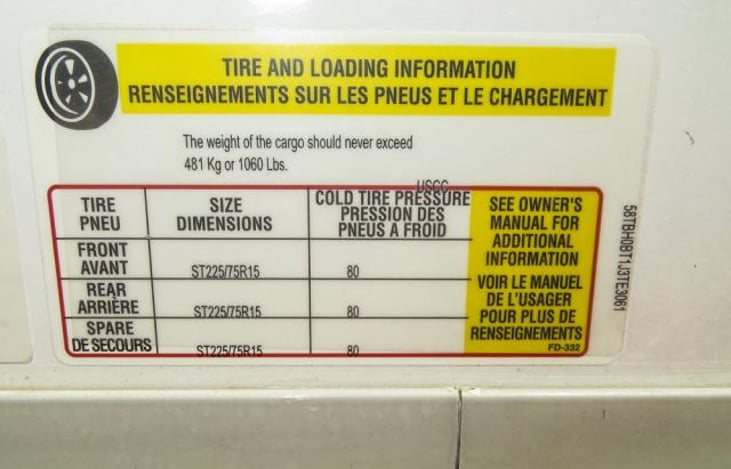 TIRE AND LOADING INFORMATION
RENSEIGNEMENTS SUR LES PNEUS ET LE CHARGEMENT
The weight of the cargo should never exceed
481 Kg or 1060 Lbs.
USCC
TIRE
PNEU
SIZE
DIMENSIONS
COLD TIRE PRESSURE
PRESSION DES
PNEUS A FROID
FRONT
AVANT
ST225/75R15
80
REAR
ARRIÈRE
ST225/75R15
80
SPARE
DE SECOURS
ST225/75R15
80
SEE OWNER'S
MANUAL FOR
ADDITIONAL
INFORMATION
VOIR LE MANUEL
DE L'USAGER
POUR PLUS DE
RENSEIGNEMENTS
FD-332
58TBH0BT1J3TE3061